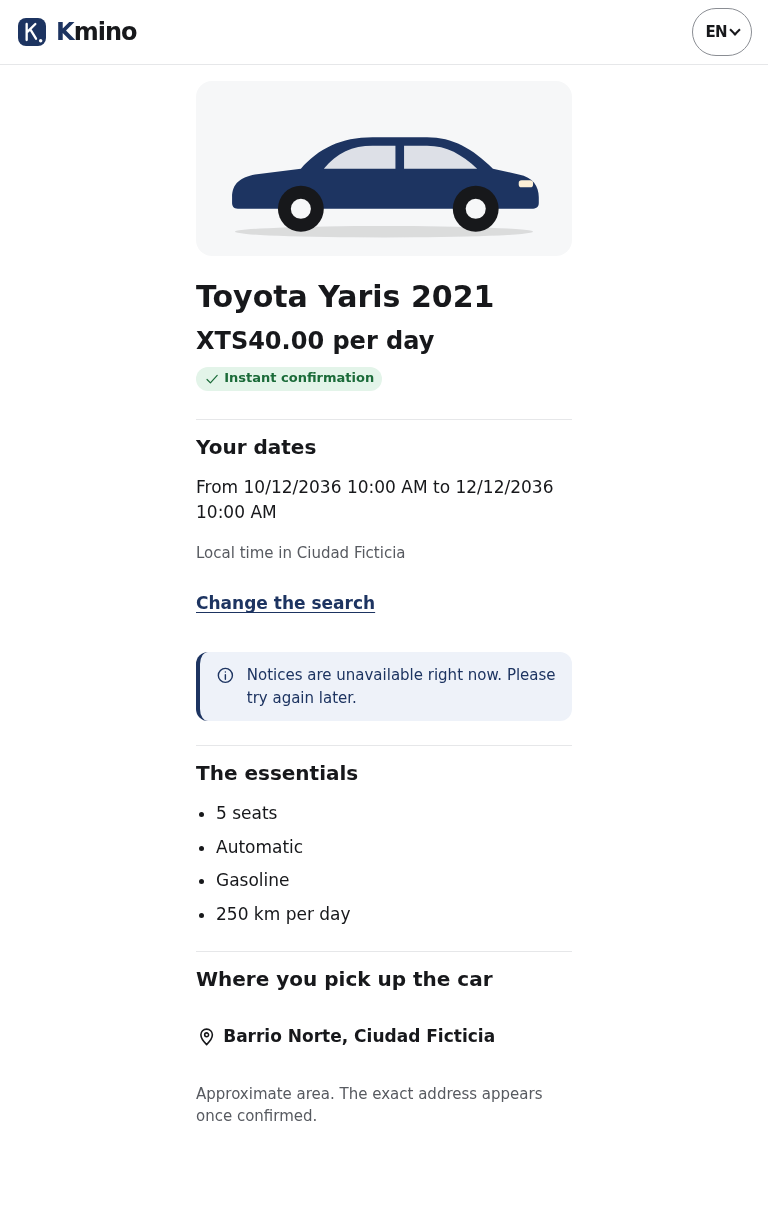 Kmino
EN
Toyota Yaris 2021
XTS40.00 per day
Instant confirmation
Your dates
From 10/12/2036 10:00 AM to 12/12/2036
10:00 AM
Local time in Ciudad Ficticia
Change the search
Notices are unavailable right now. Please
try again later.
The essentials
• 5 seats
• Automatic
• Gasoline
• 250 km per day
Where you pick up the car
Barrio Norte, Ciudad Ficticia
Approximate area. The exact address appears
once confirmed.